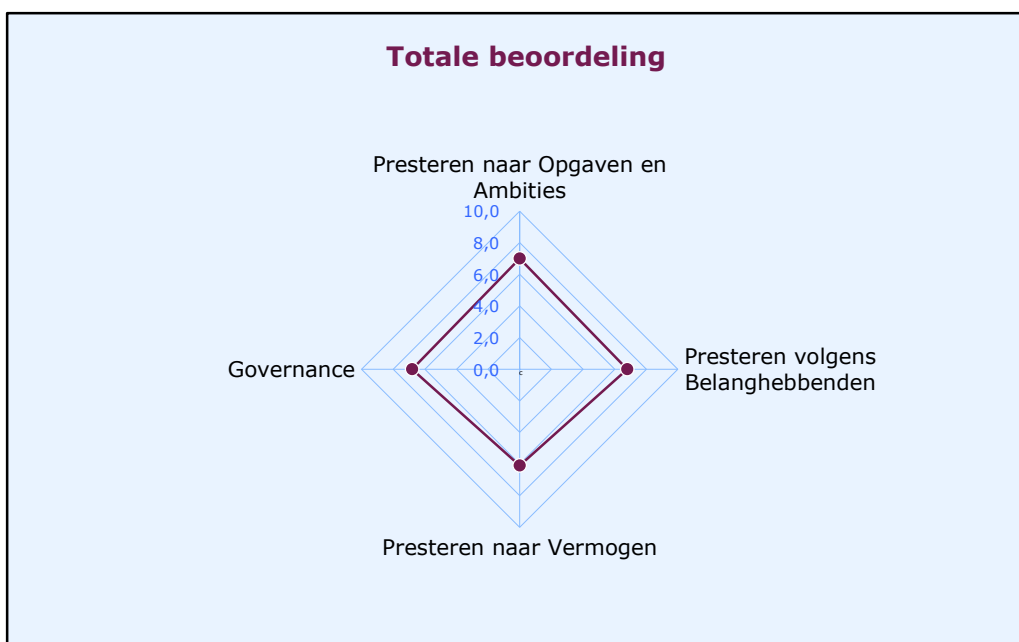 Totale beoordeling
Presteren naar Opgaven en
Ambities
10,0
8,0
6,0
4,0
2,0
0,0
c
Governance
Presteren volgens
Belanghebbenden
Presteren naar Vermogen